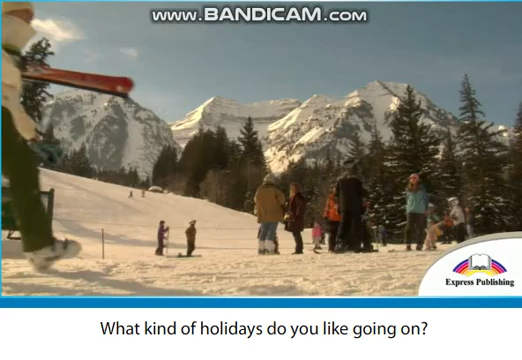 www.BANDICAM.com
Express Publishing
What kind of holidays do you like going on?